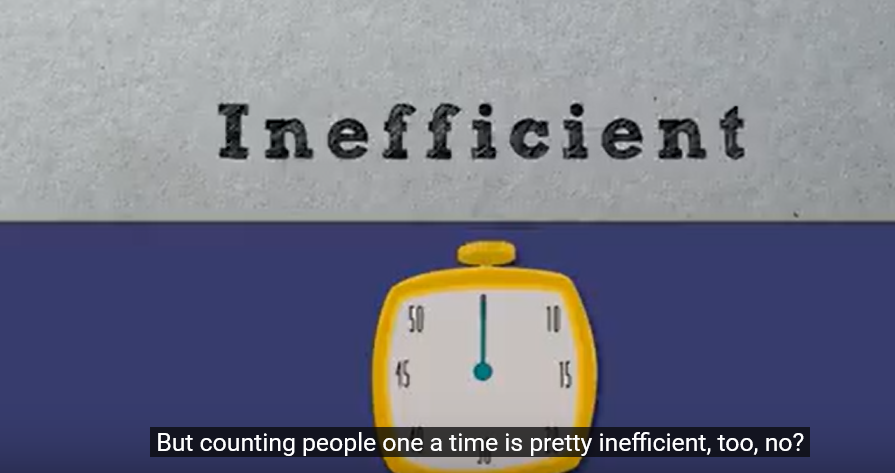 Inefficient
50 10
45 15
But counting people one a time is pretty inefficient, too, no?